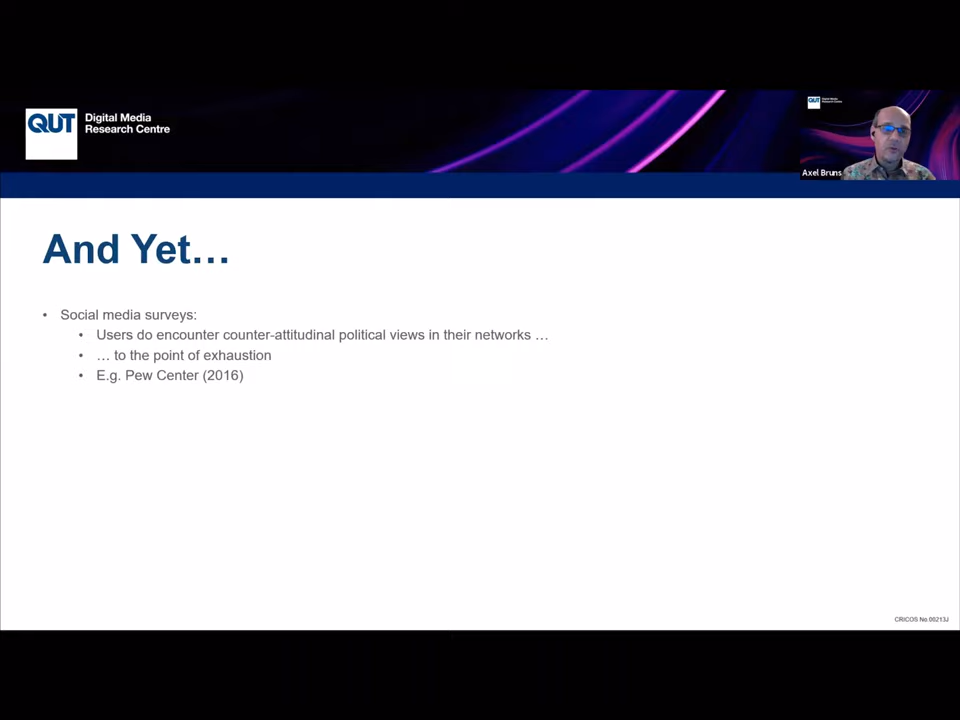 QUT
Digital Media
Research Centre
Axel Bruns
And Yet…
• Social media surveys:
• Users do encounter counter-attitudinal political views in their networks …
• … to the point of exhaustion
• E.g. Pew Center (2016)
CRICOS No.00213J